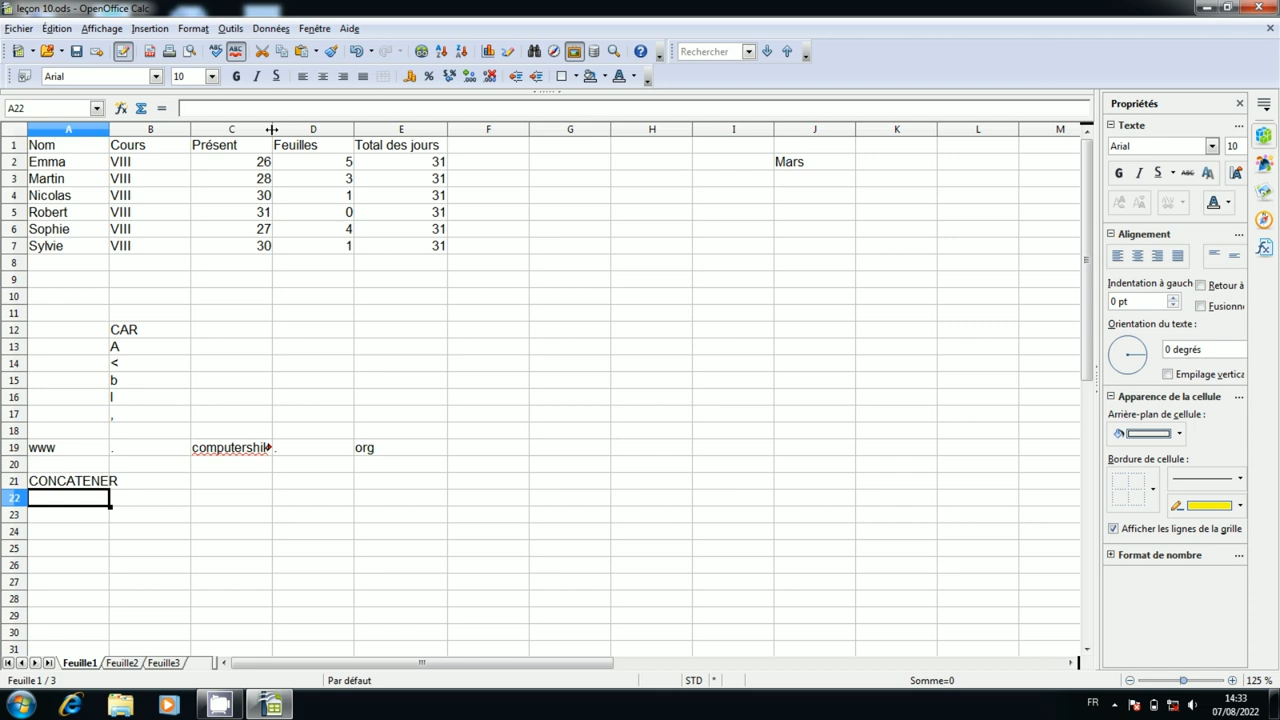 leçon 10.ods - OpenOffice Calc
Fichier Édition Affichage Insertion Format Outils Données Fenêtre Aide
Rechercher
Arial 10
A22
Propriétés
A B C D E F G H I J K L M
1 Nom Cours Présent Feuilles Total des jours
2 Emma VIII 26 5 31 Mars
3 Martin VIII 28 3 31
4 Nicolas VIII 30 1 31
5 Robert VIII 31 0 31
6 Sophie VIII 27 4 31
7 Sylvie VIII 30 1 31
8
9
10
11
12 CAR
13 A
14 <
15 b
16 l
17 ,
18
19 www . computershik . org
20
21 CONCATENER
22
23
24
25
26
27
28
29
30
31
Texte
Arial 10
Alignement
Indentation à gauch
Retour à
0 pt
Fusionne
Orientation du texte :
0 degrés
Empilage vertica
Apparence de la cellule
Arrière-plan de cellule :
Bordure de cellule :
Afficher les lignes de la grille
Format de nombre
Feuille1 Feuille2 Feuille3
Feuille 1 / 3 Par défaut STD * Somme=0 125 %
FR 14:33
07/08/2022